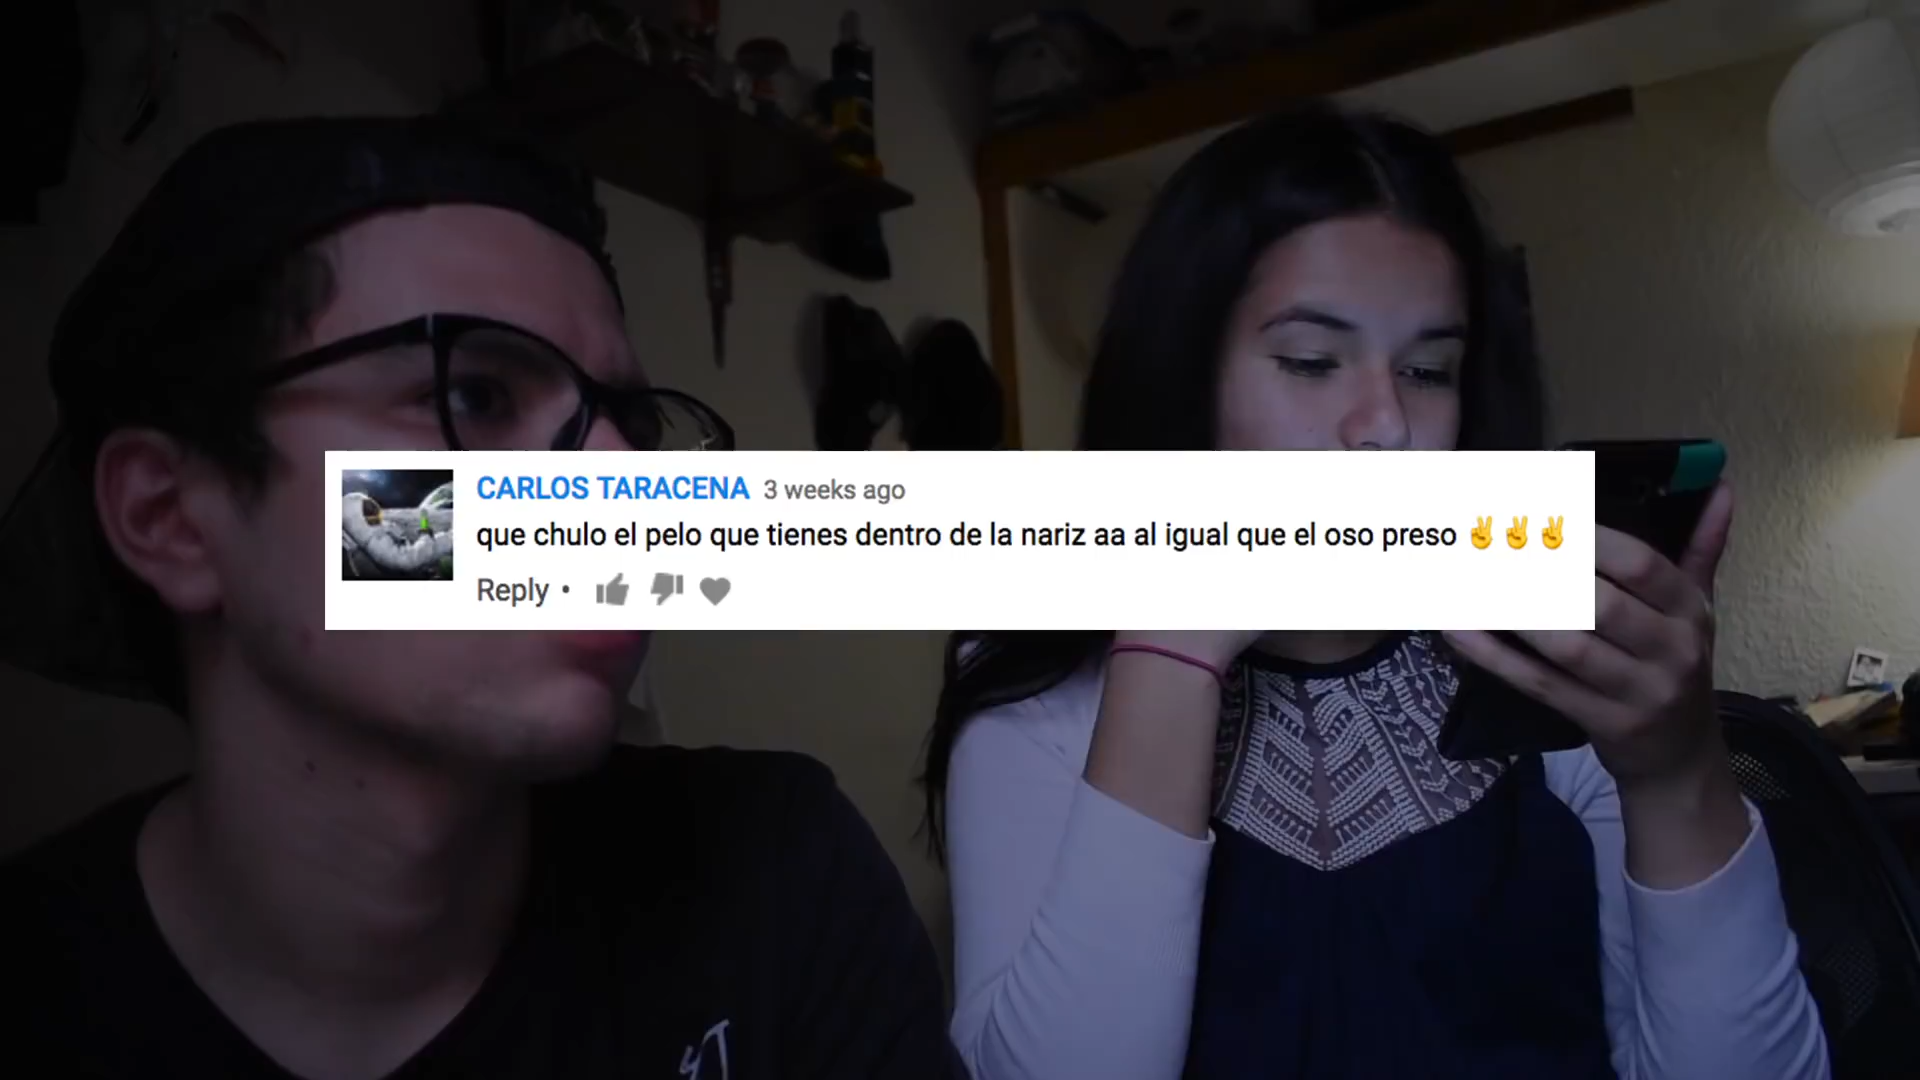 CARLOS TARACENA 3 weeks ago
que chulo el pelo que tienes dentro de la nariz aa al igual que el oso preso ✌✌✌
Reply •